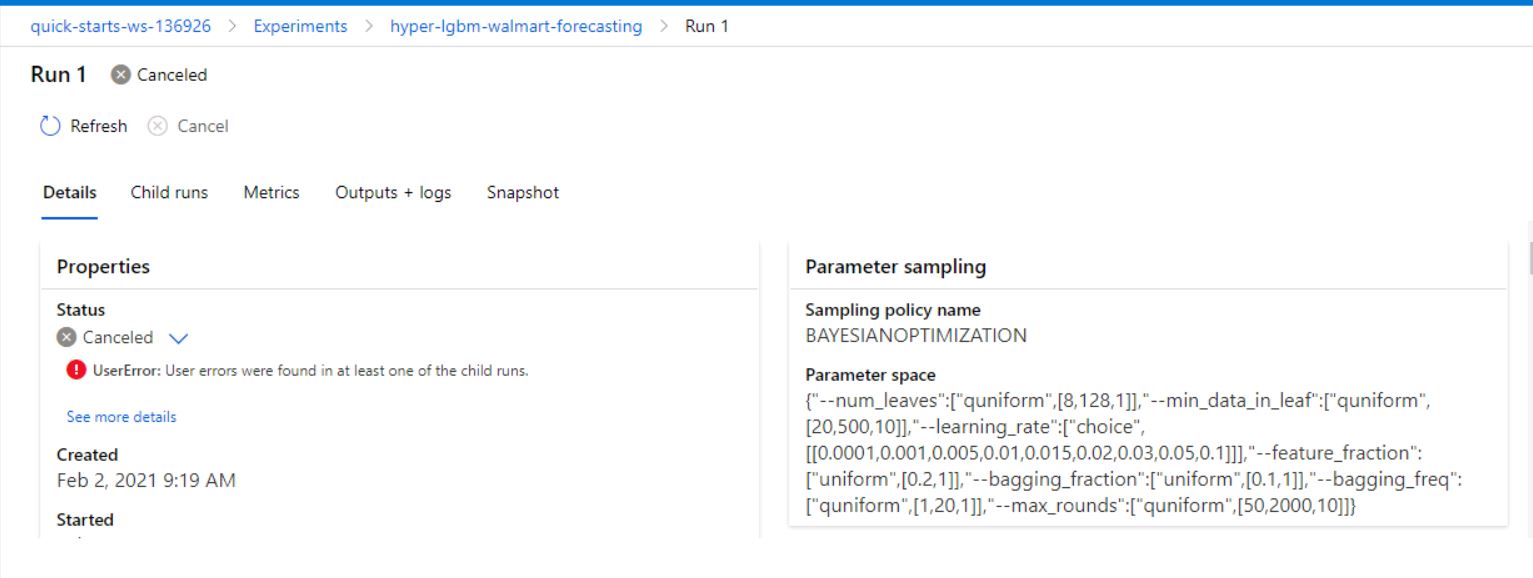 quick-starts-ws-136926 > Experiments > hyper-lgbm-walmart-forecasting > Run 1
Run 1 Canceled
Refresh Cancel
Details Child runs Metrics Outputs + logs Snapshot
Properties
Status
Canceled
UserError: User errors were found in at least one of the child runs.
See more details
Created
Feb 2, 2021 9:19 AM
Started
Parameter sampling
Sampling policy name
BAYESIANOPTIMIZATION
Parameter space
{"--num_leaves":["quniform",[8,128,1]],"--min_data_in_leaf":["quniform",
[20,500,10]],"--learning_rate":["choice",
[[0.0001,0.001,0.005,0.01,0.015,0.02,0.03,0.05,0.1]]],"--feature_fraction":
["uniform",[0.2,1]],"--bagging_fraction":["uniform",[0.1,1]],"--bagging_freq":
["quniform",[1,20,1]],"--max_rounds":["quniform",[50,2000,10]]}